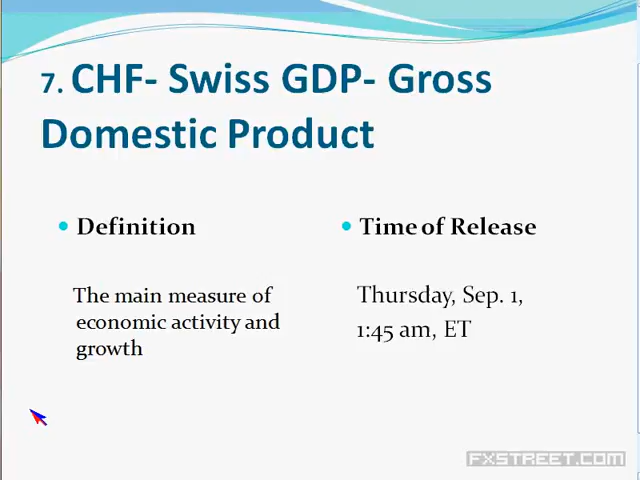 7. CHF- Swiss GDP- Gross
Domestic Product
• Definition
The main measure of
economic activity and
growth
• Time of Release
Thursday, Sep. 1,
1:45 am, ET
FXSTREET.COM